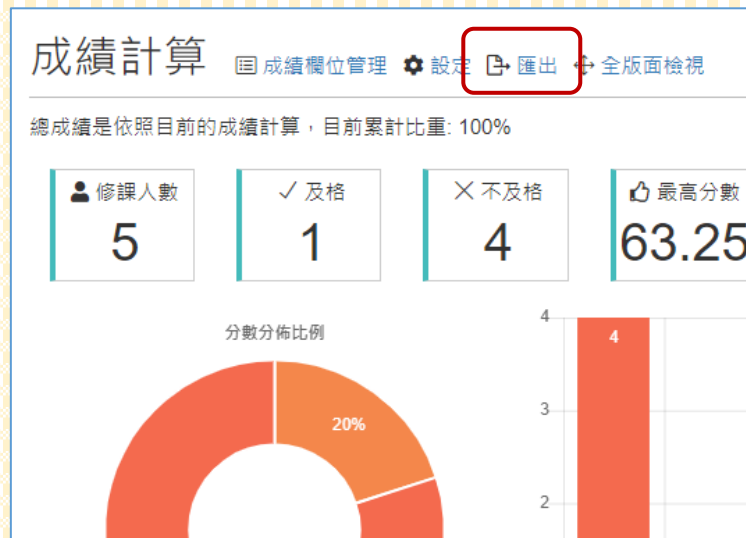 成績計算 成績欄位管理 設定 匯出 全版面檢視
總成績是依照目前的成績計算，目前累計比重: 100%
修課人數 及格 不及格 最高分數
5 1 4 63.25
分數分佈比例
20%
4
4
3
2